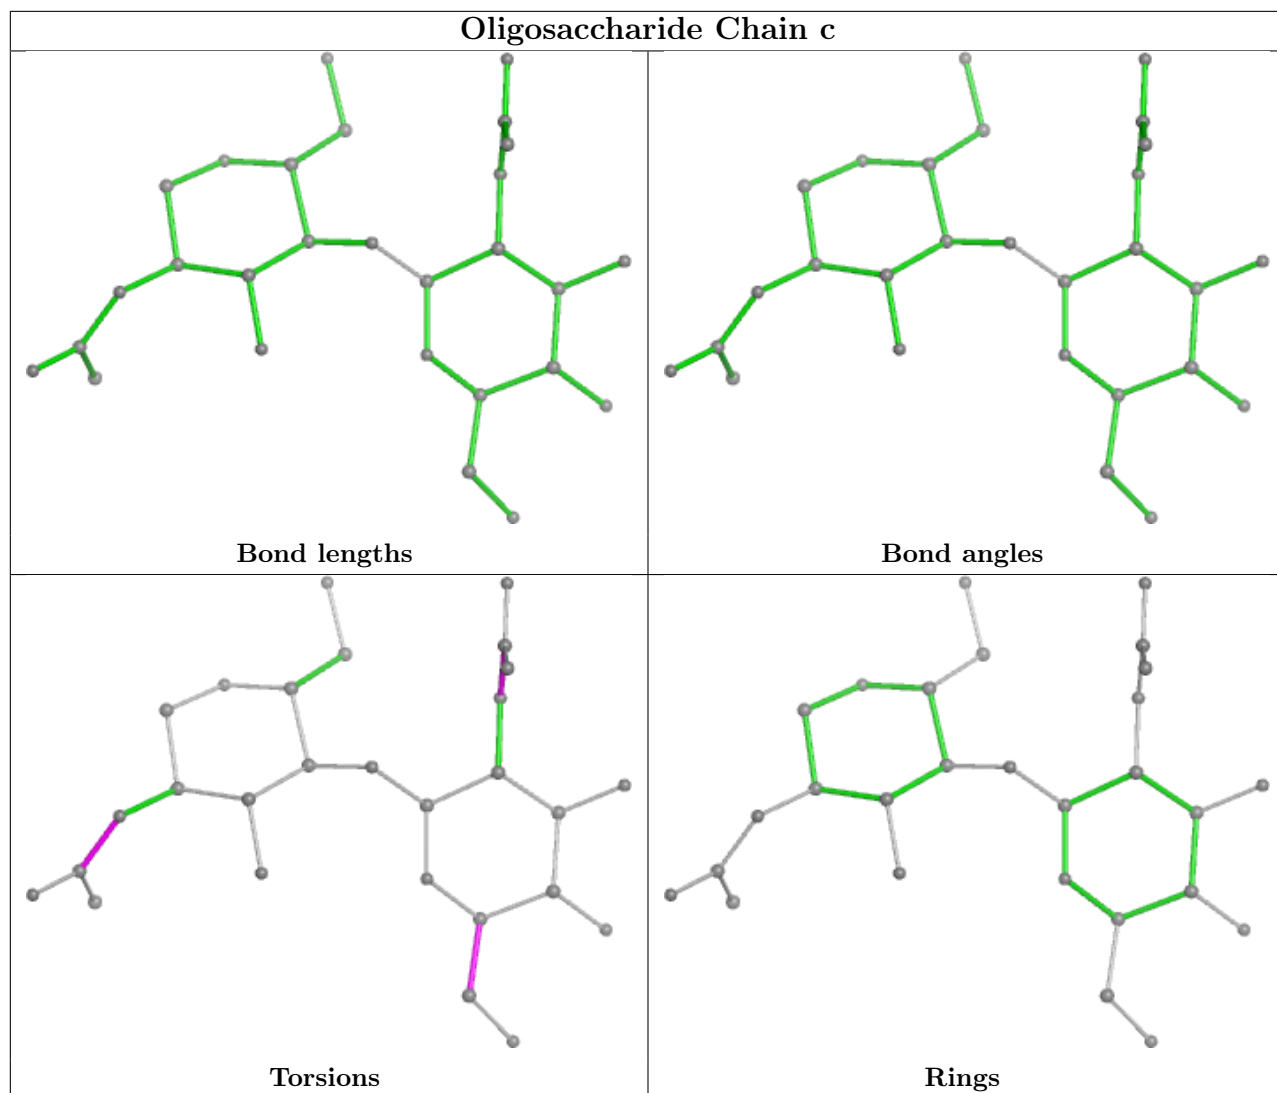 Oligosaccharide Chain c
Bond lengths
Bond angles
Torsions
Rings